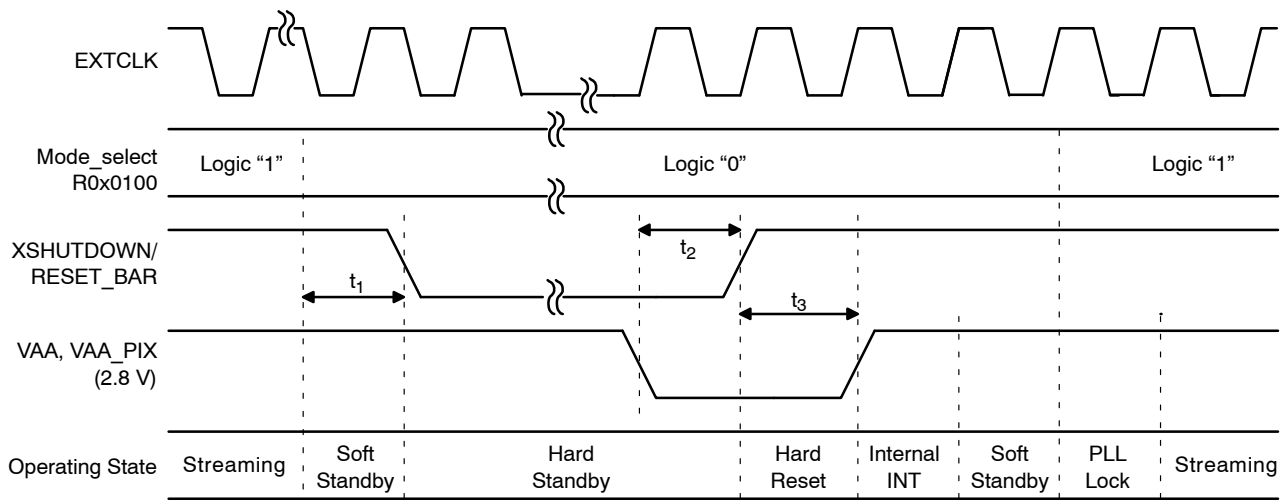 EXTCLK
Mode_select
R0x0100
Logic “1”
Logic “0”
Logic “1”
XSHUTDOWN/
RESET_BAR
t1
t2
t3
VAA, VAA_PIX
(2.8 V)
Operating State
Streaming
Soft
Standby
Hard
Standby
Hard
Reset
Internal
INT
Soft
Standby
PLL
Lock
Streaming